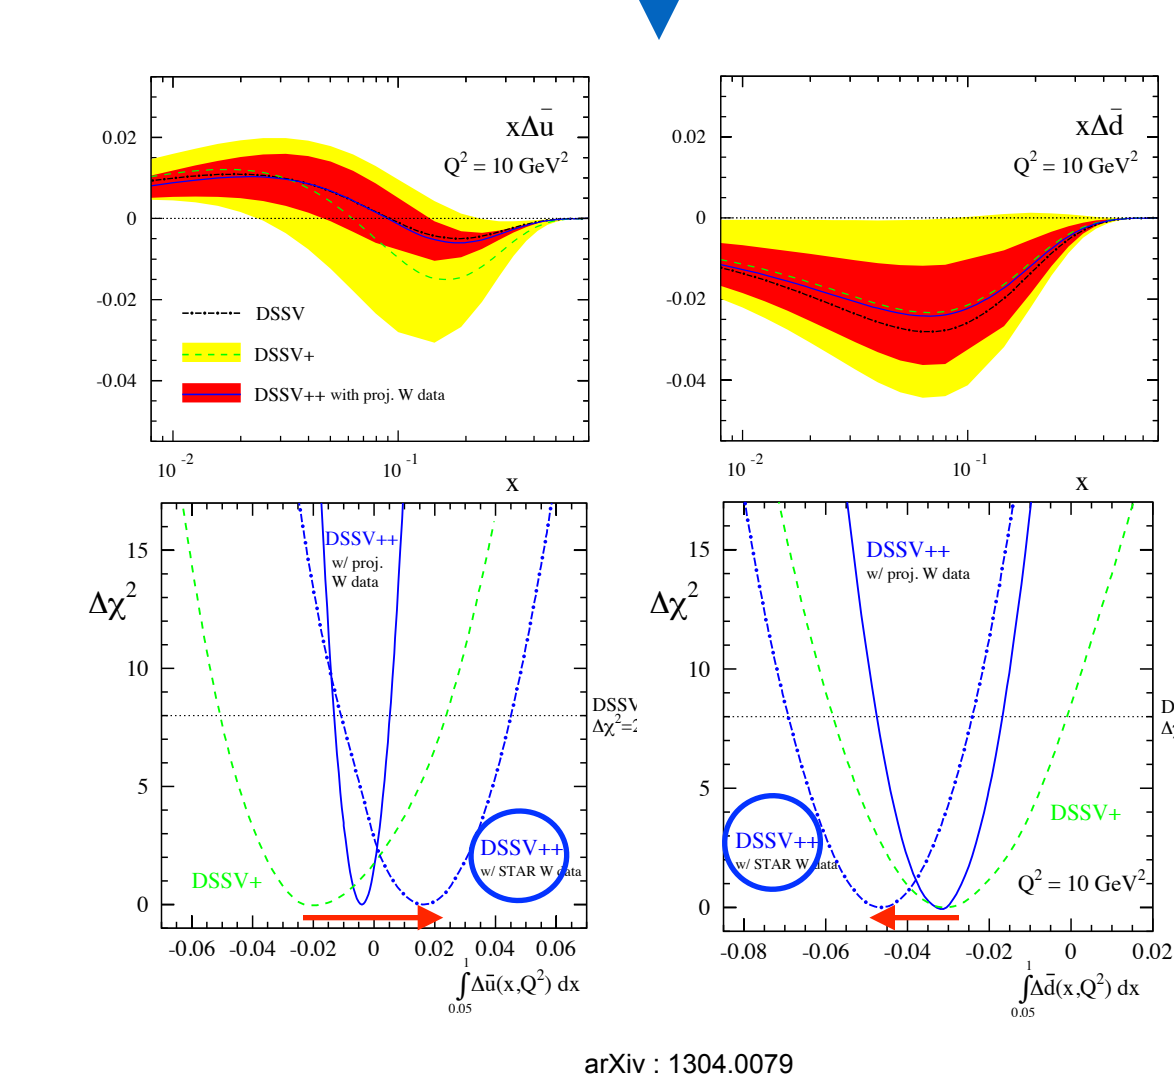 xΔū
Q² = 10 GeV²
0.02
0
-0.02
-0.04
DSSV
DSSV+
DSSV++ with proj. W data
10⁻²
10⁻¹
x
xΔd̄
Q² = 10 GeV²
0.02
0
-0.02
-0.04
10⁻²
10⁻¹
x
Δχ²
15
10
5
0
DSSV++
w/ proj.
W data
DSSV+
DSSV++
w/ STAR W data
DSSV
Δχ²=2
-0.06 -0.04 -0.02 0 0.02 0.04 0.06
1
∫Δū(x,Q²) dx
0.05
Δχ²
15
10
5
0
DSSV++
w/ proj. W data
DSSV++
w/ STAR W data
DSSV+
Q² = 10 GeV²
D
-0.08 -0.06 -0.04 -0.02 0 0.02
1
∫Δd̄(x,Q²) dx
0.05
arXiv : 1304.0079